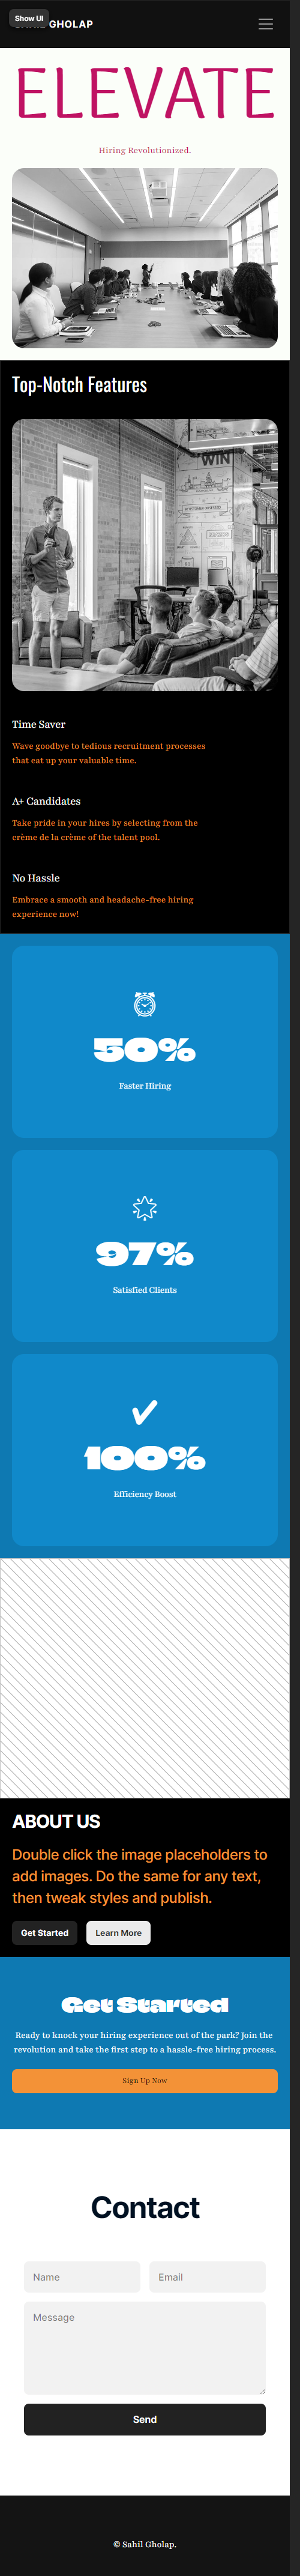 Show UI
GHOLAP
ELEVATE
Hiring Revolutionized.
WIN
Top-Notch Features
Time Saver
Wave goodbye to tedious recruitment processes
that eat up your valuable time.
A+ Candidates
Take pride in your hires by selecting from the
crème de la crème of the talent pool.
No Hassle
Embrace a smooth and headache-free hiring
experience now!
50%
Faster Hiring
97%
Satisfied Clients
100%
Efficiency Boost
ABOUT US
Double click the image placeholders to
add images. Do the same for any text,
then tweak styles and publish.
Get Started
Learn More
Get Started
Ready to knock your hiring experience out of the park? Join the
revolution and take the first step to a hassle-free hiring process.
Sign Up Now
Contact
Name
Email
Message
Send
© Sahil Gholap.